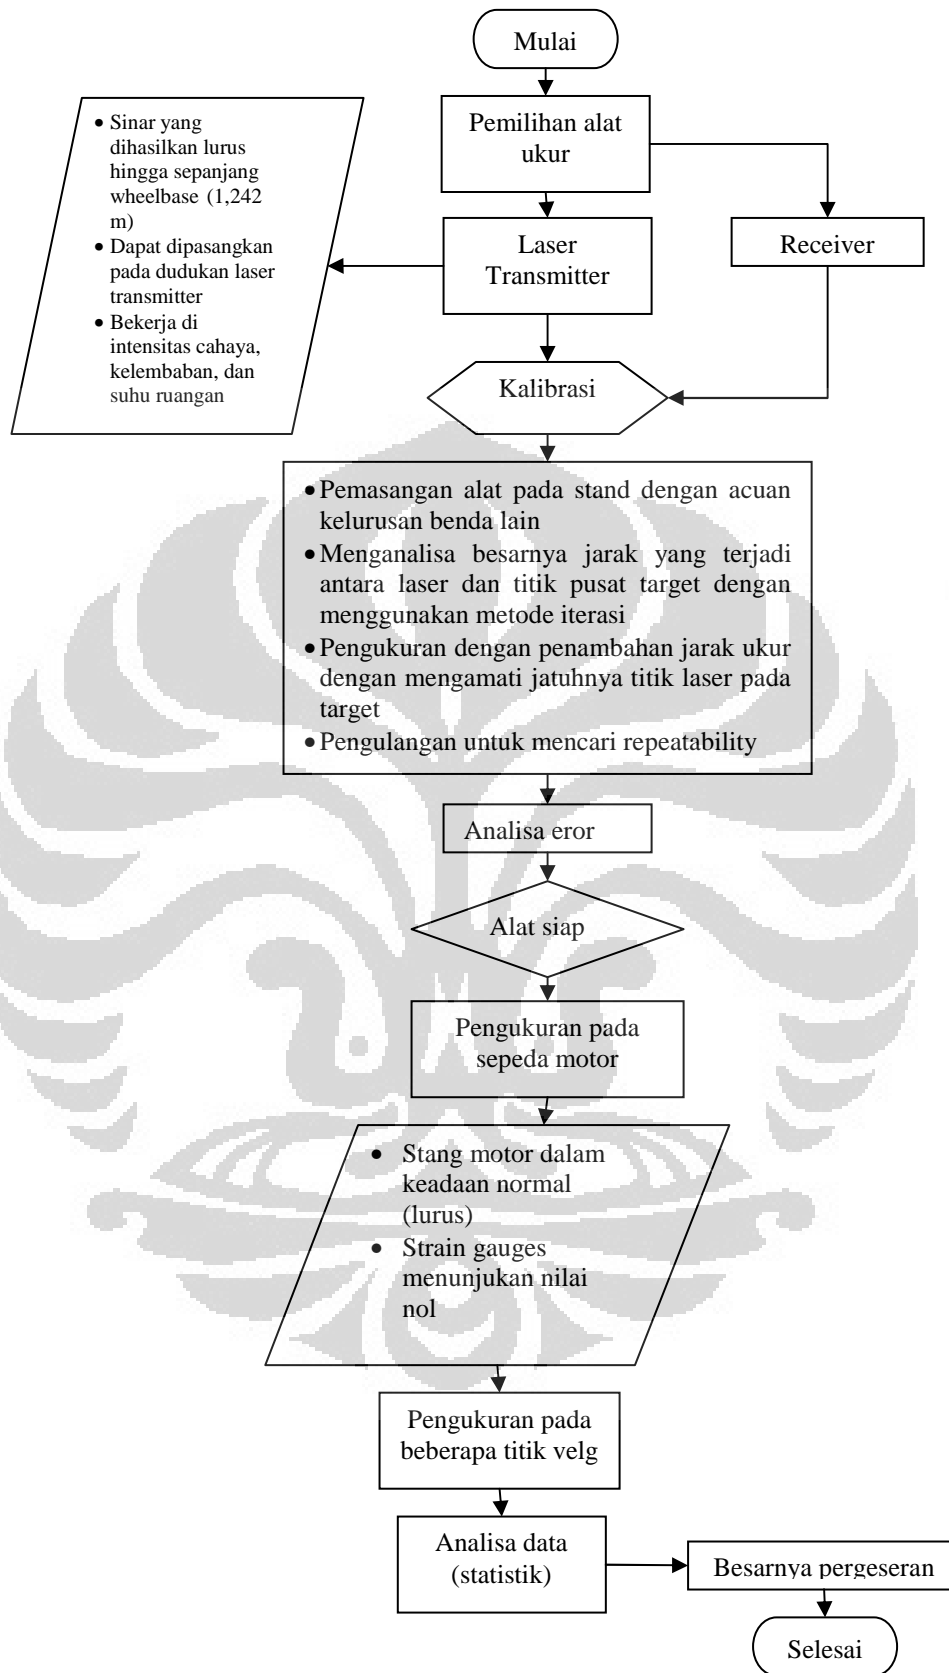 Mulai
Pemilihan alat
ukur
• Sinar yang
dihasilkan lurus
hingga sepanjang
wheelbase (1,242
m)
• Dapat dipasangkan
pada dudukan laser
transmitter
• Bekerja di
intensitas cahaya,
kelembaban, dan
suhu ruangan
Laser
Transmitter
Receiver
Kalibrasi
• Pemasangan alat pada stand dengan acuan
kelurusan benda lain
• Menganalisa besarnya jarak yang terjadi
antara laser dan titik pusat target dengan
menggunakan metode iterasi
• Pengukuran dengan penambahan jarak ukur
dengan mengamati jatuhnya titik laser pada
target
• Pengulangan untuk mencari repeatability
Analisa eror
Alat siap
Pengukuran pada
sepeda motor
• Stang motor dalam
keadaan normal
(lurus)
• Strain gauges
menunjukan nilai
nol
Pengukuran pada
beberapa titik velg
Analisa data
(statistik)
Besarnya pergeseran
Selesai